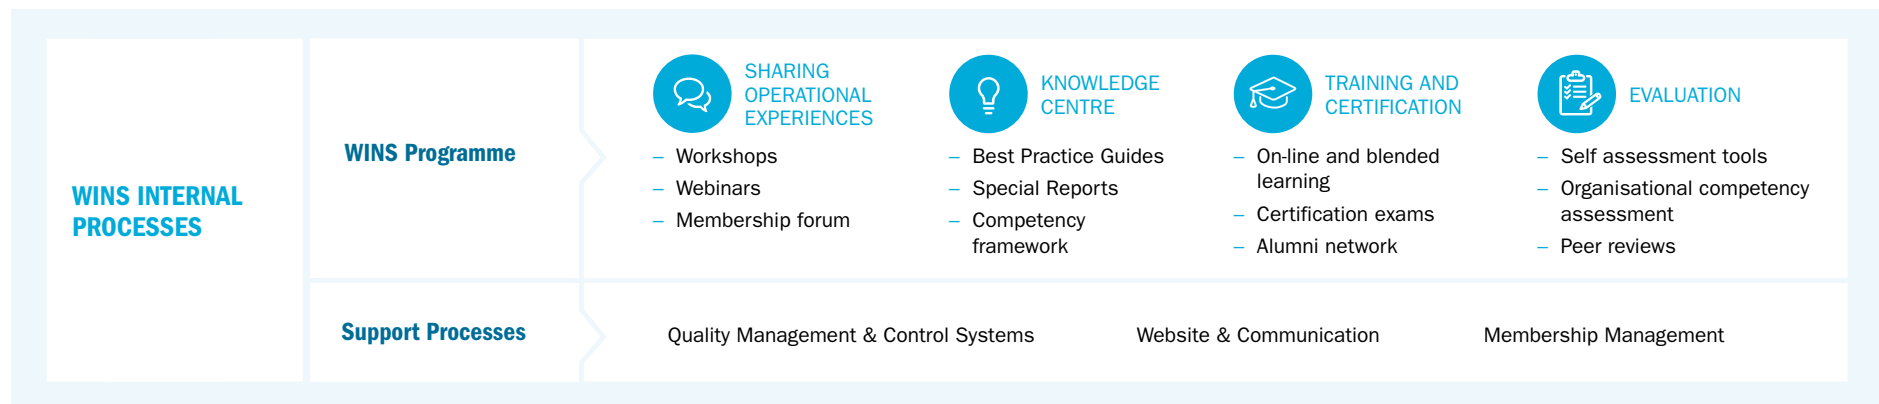 WINS INTERNAL
PROCESSES
WINS Programme
SHARING
OPERATIONAL
EXPERIENCES
– Workshops
– Webinars
– Membership forum
KNOWLEDGE
CENTRE
– Best Practice Guides
– Special Reports
– Competency
framework
TRAINING AND
CERTIFICATION
– On-line and blended
learning
– Certification exams
– Alumni network
EVALUATION
– Self assessment tools
– Organisational competency
assessment
– Peer reviews
Support Processes
Quality Management & Control Systems
Website & Communication
Membership Management